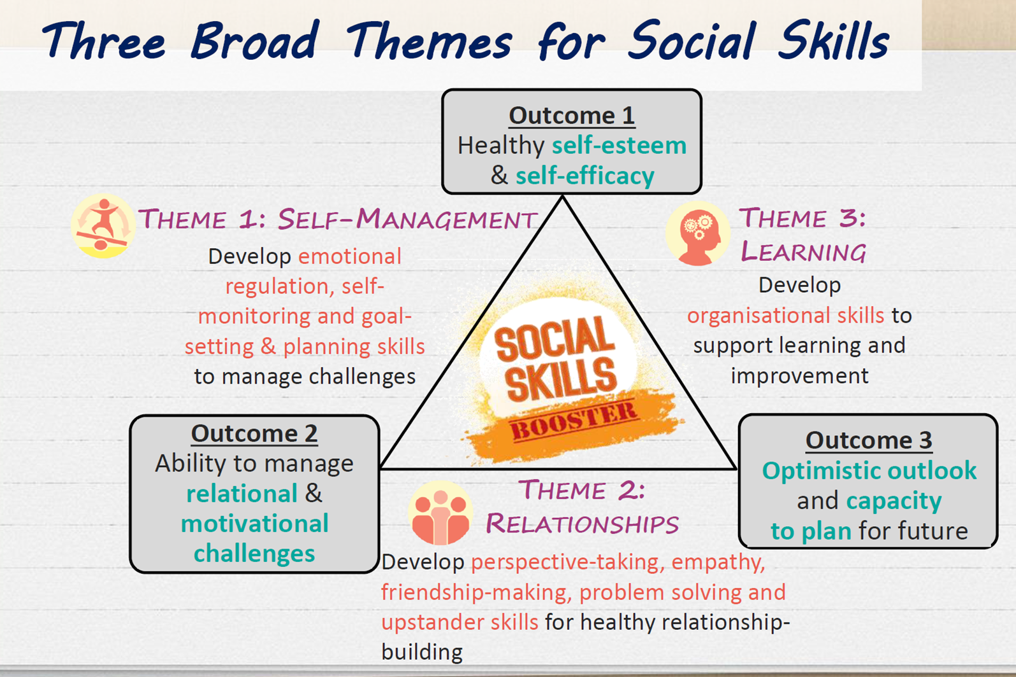 Three Broad Themes for Social Skills
Outcome 1
Healthy self-esteem
& self-efficacy
THEME 1: SELF-MANAGEMENT
Develop emotional
regulation, self-
monitoring and goal-
setting & planning skills
to manage challenges
THEME 3:
LEARNING
Develop
organisational skills to
support learning and
improvement
SOCIAL
SKILLS
BOOSTER
Outcome 2
Ability to manage
relational &
motivational
challenges
Outcome 3
Optimistic outlook
and capacity
to plan for future
THEME 2:
RELATIONSHIPS
Develop perspective-taking, empathy,
friendship-making, problem solving and
upstander skills for healthy relationship-
building